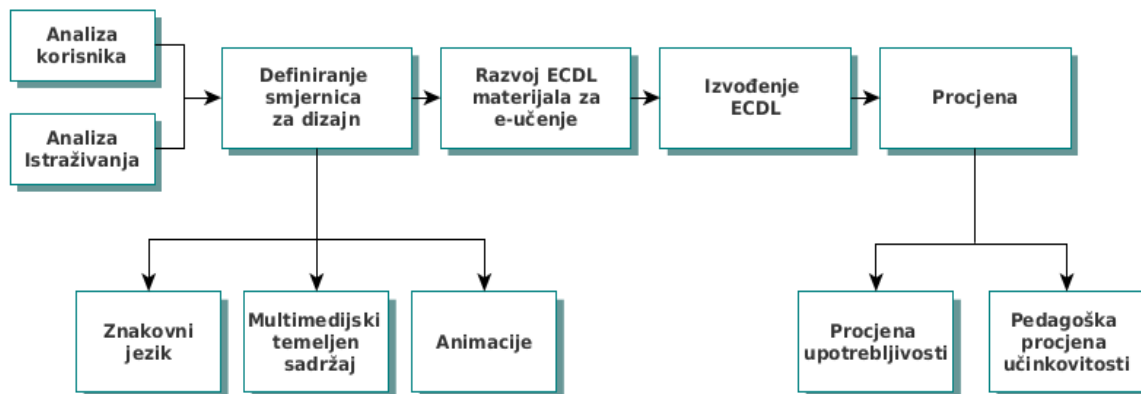 Analiza
korisnika
Analiza
Istraživanja
Definiranje
smjernica
za dizajn
Razvoj ECDL
materijala za
e-učenje
Izvođenje
ECDL
Procjena
Znakovni
jezik
Multimedijski
temeljen
sadržaj
Animacije
Procjena
upotrebljivosti
Pedagoška
procjena
učinkovitosti